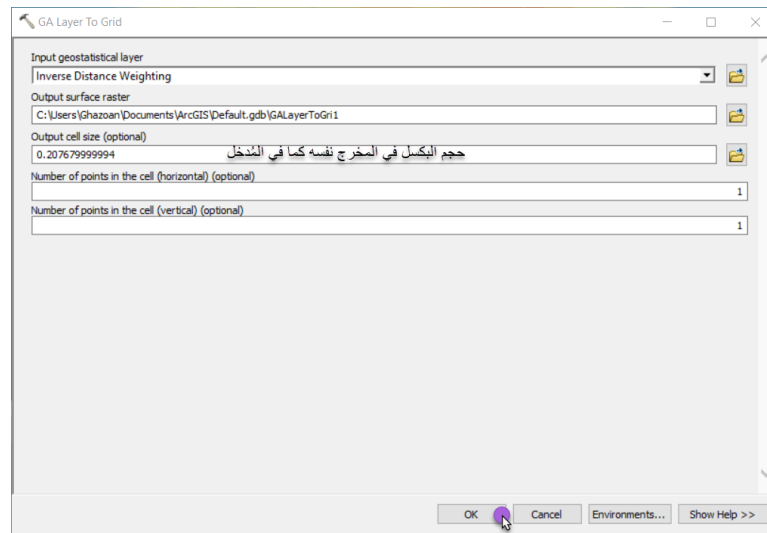 GA Layer To Grid
Input geostatistical layer
Inverse Distance Weighting
Output surface raster
C:\Users\Ghazoan\Documents\ArcGIS\Default.gdb\GALayerToGri1
Output cell size (optional)
0.207679999994 حجم البكسل في المخرج نفسه كما في المُدخل
Number of points in the cell (horizontal) (optional)
1
Number of points in the cell (vertical) (optional)
1
OK Cancel Environments... Show Help >>